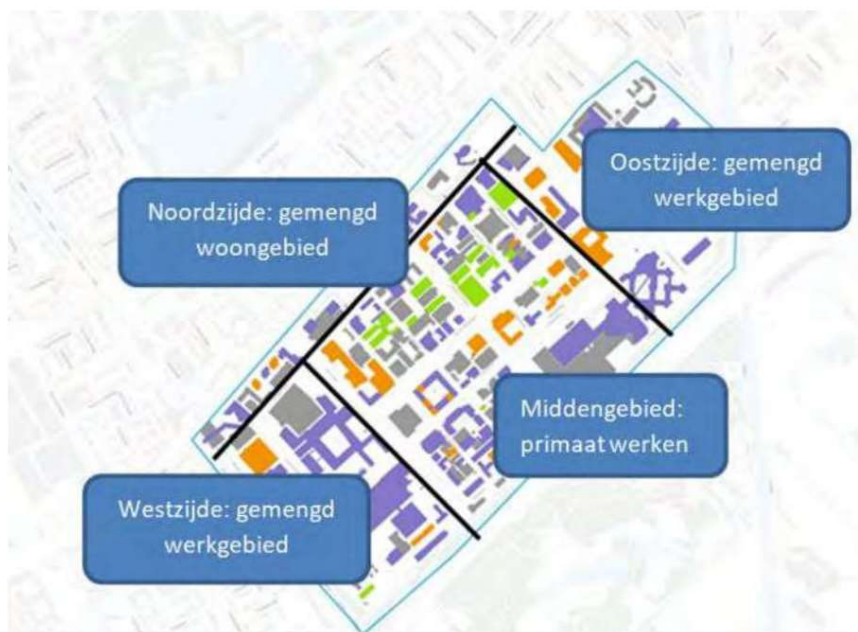 Oostzijde: gemengd
werkgebied
Noordzijde: gemengd
woongebied
Middengebied:
primaat werken
Westzijde: gemengd
werkgebied